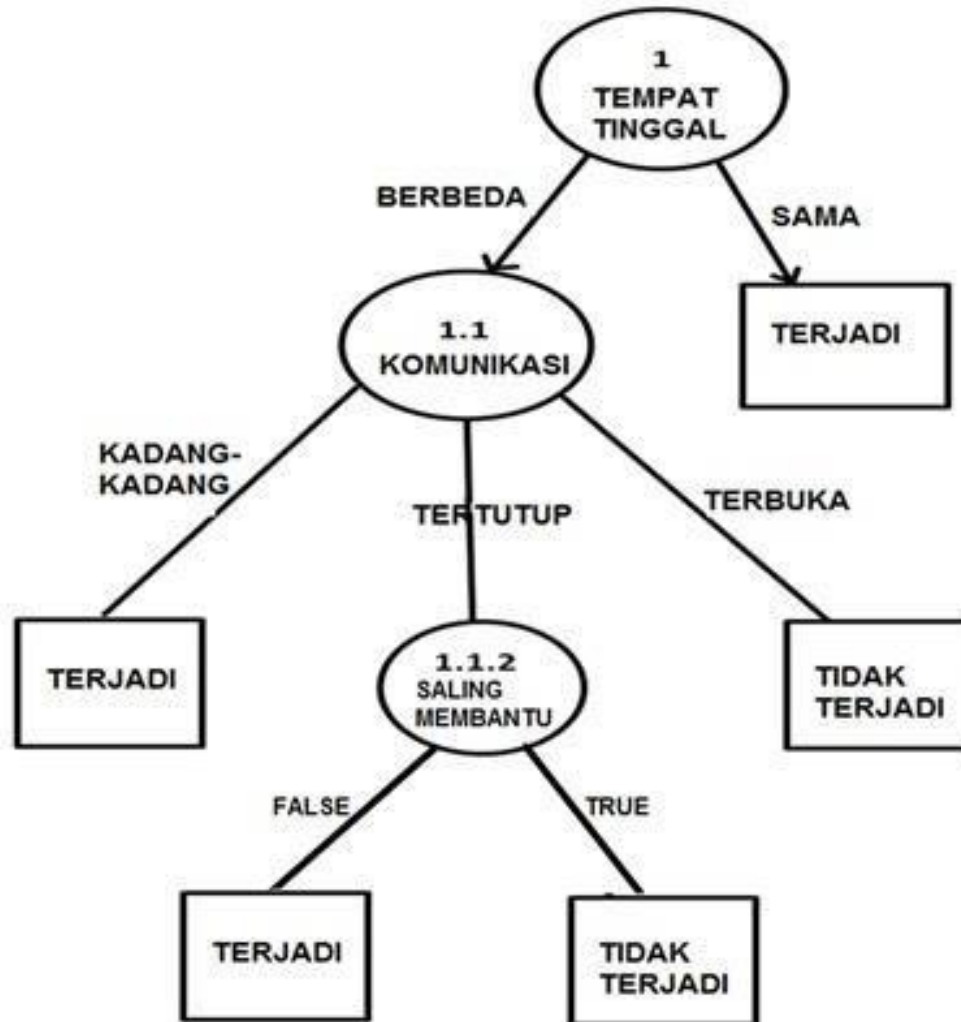 1
TEMPAT
TINGGAL
BERBEDA
SAMA
1.1
KOMUNIKASI
TERJADI
KADANG-
KADANG
TERTUTUP
TERBUKA
TERJADI
1.1.2
SALING
MEMBANTU
TIDAK
TERJADI
FALSE
TRUE
TERJADI
TIDAK
TERJADI